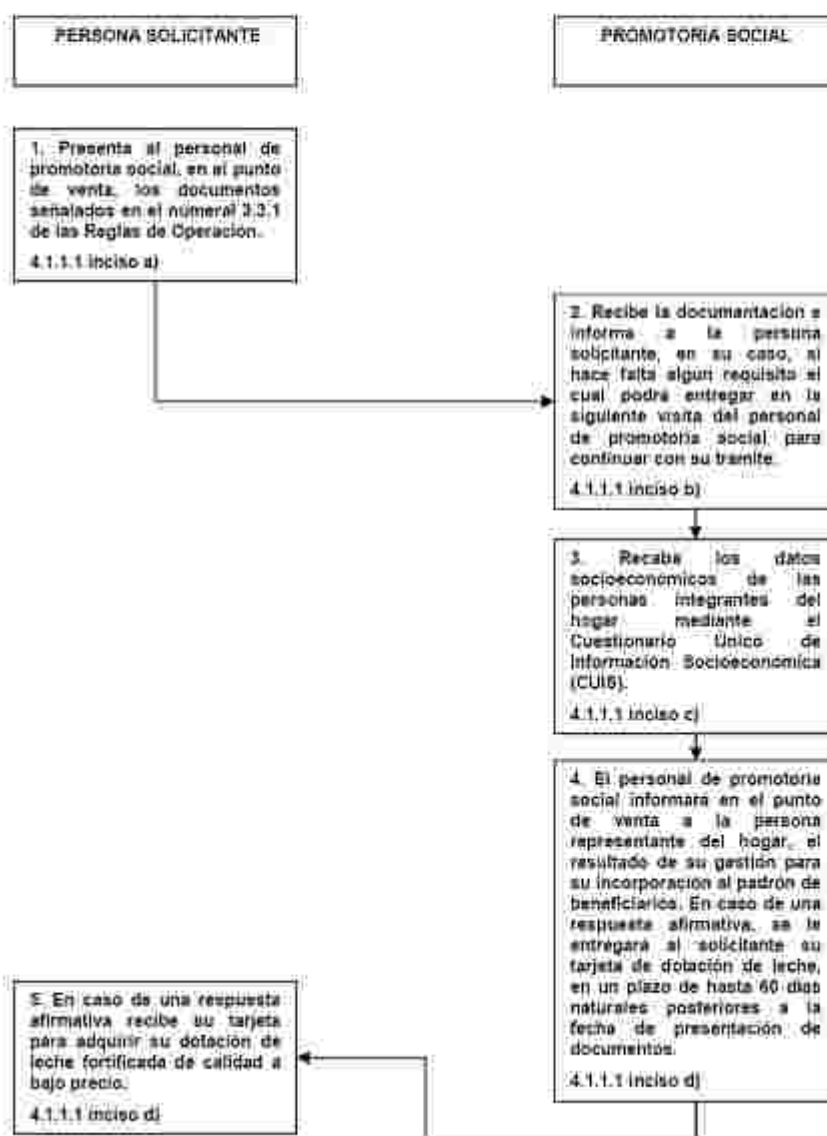 PERSONA SOLICITANTE
PROMOTORIA SOCIAL
1. Presenta al personal de
promotoria social, en el punto
de venta, los documentos
señalados en el numeral 3.3.1
de las Reglas de Operación.
4.1.1.1 inciso a)
2. Recibe la documentación e
informa a la persona
solicitante, en su caso, si
hace falta algun requisito el
cual podrá entregar en la
siguiente visita del personal
de promotoria social para
continuar con su tramite.
4.1.1.1 inciso b)
3. Recaba los datos
socioeconómicos de las
personas integrantes del
hogar mediante el
Cuestionario Único de
Información Socioeconómica
(CUIS).
4.1.1.1 inciso c)
4. El personal de promotoria
social informará en el punto
de venta a la persona
representante del hogar, el
resultado de su gestión para
su incorporación al padrón de
beneficiarios. En caso de una
respuesta afirmativa, se le
entregará al solicitante su
tarjeta de dotación de leche,
en un plazo de hasta 60 dias
naturales posteriores a la
fecha de presentación de
documentos.
4.1.1.1 inciso d)
5. En caso de una respuesta
afirmativa recibe su tarjeta
para adquirir su dotación de
leche fortificada de calidad a
bajo precio.
4.1.1.1 inciso d)